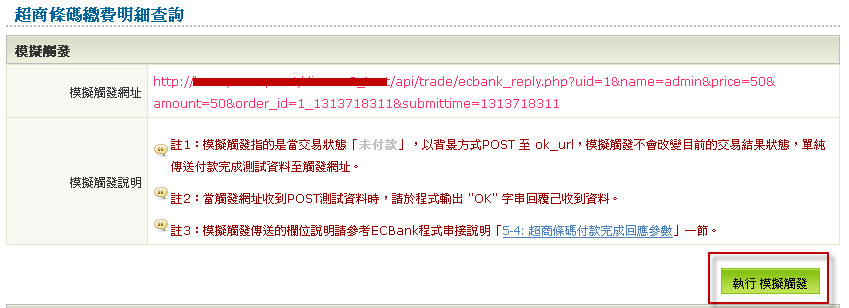 超商條碼繳費明細查詢
模擬觸發
模擬觸發網址
http://t/api/trade/ecbank_reply.php?uid=1&name=admin&price=50&
amount=50&order_id=1_1313718311&submittime=1313718311
模擬觸發說明
註1：模擬觸發指的是當交易狀態「未付款」，以背景方式POST 至 ok_url，模擬觸發不會改變目前的交易結果狀態，單純
傳送付款完成測試資料至觸發網址。
註2：當觸發網址收到POST測試資料時，請於程式輸出 "OK" 字串回覆己收到資料。
註3：模擬觸發傳送的欄位說明請參考ECBank程式串接說明「5-4: 超商條碼付款完成回應參數」一節。
執行 模擬觸發